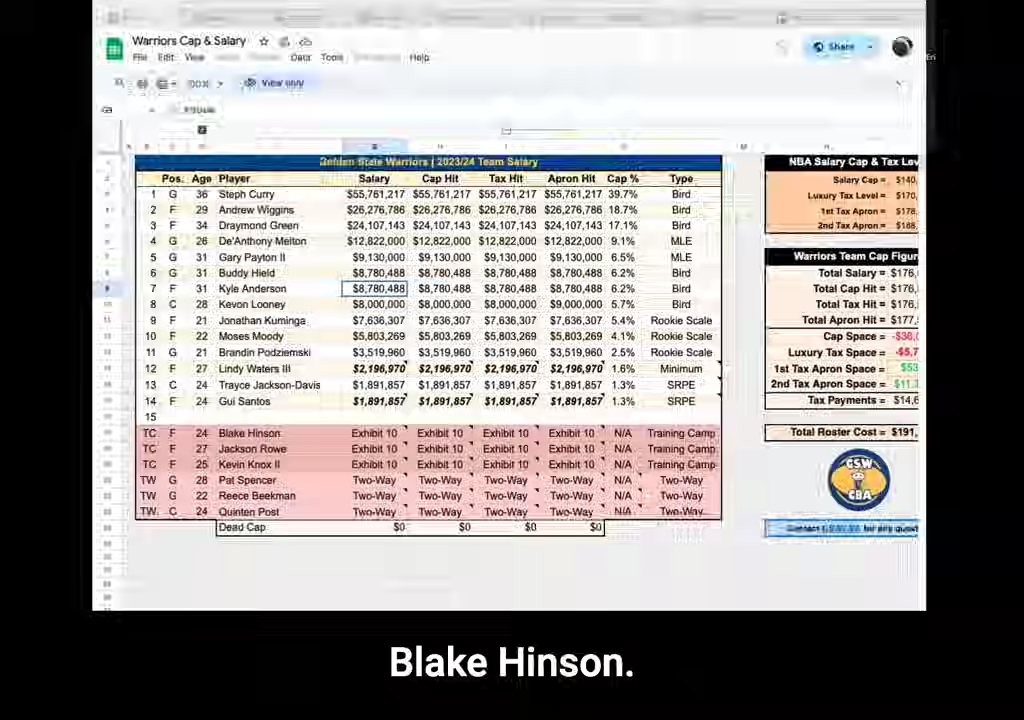 Warriors Cap & Salary
File Edit View Data Tools Help
Share
100% View only
Golden State Warriors | 2023/24 Team Salary
Pos. Age Player Salary Cap Hit Tax Hit Apron Hit Cap % Type
1 G 36 Steph Curry $55,761,217 $55,761,217 $55,761,217 $55,761,217 39.7% Bird
2 F 29 Andrew Wiggins $26,276,786 $26,276,786 $26,276,786 $26,276,786 18.7% Bird
3 F 34 Draymond Green $24,107,143 $24,107,143 $24,107,143 $24,107,143 17.1% Bird
4 G 26 De'Anthony Melton $12,822,000 $12,822,000 $12,822,000 $12,822,000 9.1% MLE
5 G 31 Gary Payton II $9,130,000 $9,130,000 $9,130,000 $9,130,000 6.5% MLE
6 G 31 Buddy Hield $8,780,488 $8,780,488 $8,780,488 $8,780,488 6.2% Bird
7 F 31 Kyle Anderson $8,780,488 $8,780,488 $8,780,488 $8,780,488 6.2% Bird
8 C 28 Kevon Looney $8,000,000 $8,000,000 $8,000,000 $9,000,000 5.7% Bird
9 F 21 Jonathan Kuminga $7,636,307 $7,636,307 $7,636,307 $7,636,307 5.4% Rookie Scale
10 F 22 Moses Moody $5,803,269 $5,803,269 $5,803,269 $5,803,269 4.1% Rookie Scale
11 G 21 Brandin Podziemski $3,519,960 $3,519,960 $3,519,960 $3,519,960 2.5% Rookie Scale
12 F 27 Lindy Waters III $2,196,970 $2,196,970 $2,196,970 $2,196,970 1.6% Minimum
13 C 24 Trayce Jackson-Davis $1,891,857 $1,891,857 $1,891,857 $1,891,857 1.3% SRPE
14 F 24 Gui Santos $1,891,857 $1,891,857 $1,891,857 $1,891,857 1.3% SRPE
15
TC F 24 Blake Hinson Exhibit 10 Exhibit 10 Exhibit 10 Exhibit 10 N/A Training Camp
TC F 27 Jackson Rowe Exhibit 10 Exhibit 10 Exhibit 10 Exhibit 10 N/A Training Camp
TC F 25 Kevin Knox II Exhibit 10 Exhibit 10 Exhibit 10 Exhibit 10 N/A Training Camp
TW G 28 Pat Spencer Two-Way Two-Way Two-Way Two-Way N/A Two-Way
TW G 22 Reece Beekman Two-Way Two-Way Two-Way Two-Way N/A Two-Way
TW C 24 Quinten Post Two-Way Two-Way Two-Way Two-Way N/A Two-Way
Dead Cap $0 $0 $0 $0
NBA Salary Cap & Tax Lev
Salary Cap = $140,
Luxury Tax Level = $170,
1st Tax Apron = $178,
2nd Tax Apron = $188,
Warriors Team Cap Figur
Total Salary = $176,
Total Cap Hit = $176,
Total Tax Hit = $176,
Total Apron Hit = $177,
Cap Space = -$36,
Luxury Tax Space = -$5,7
1st Tax Apron Space = $53
2nd Tax Apron Space = $11,
Tax Payments = $14,6
Total Roster Cost = $191,
GSW
CBA
for any quest
Blake Hinson.